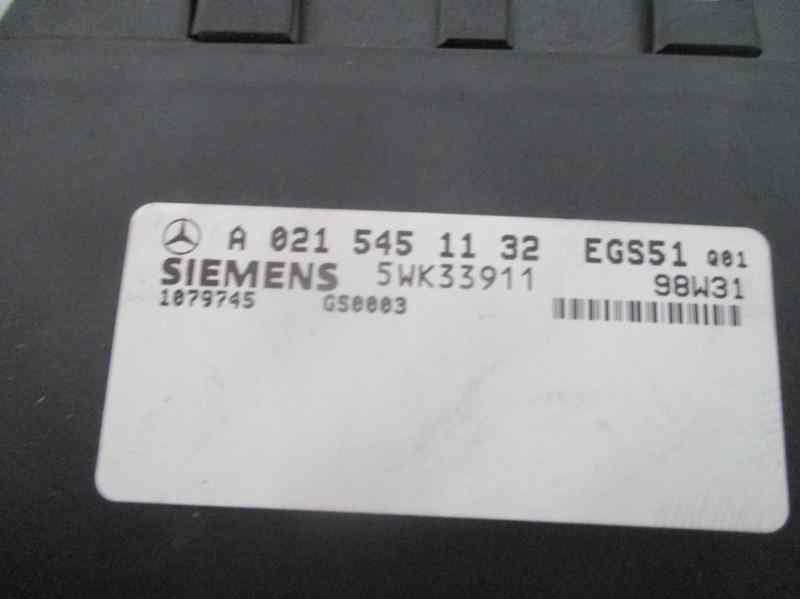 A 021 545 11 32 EGS51 Q01
SIEMENS 5WK33911 98W31
1079745 GS0003